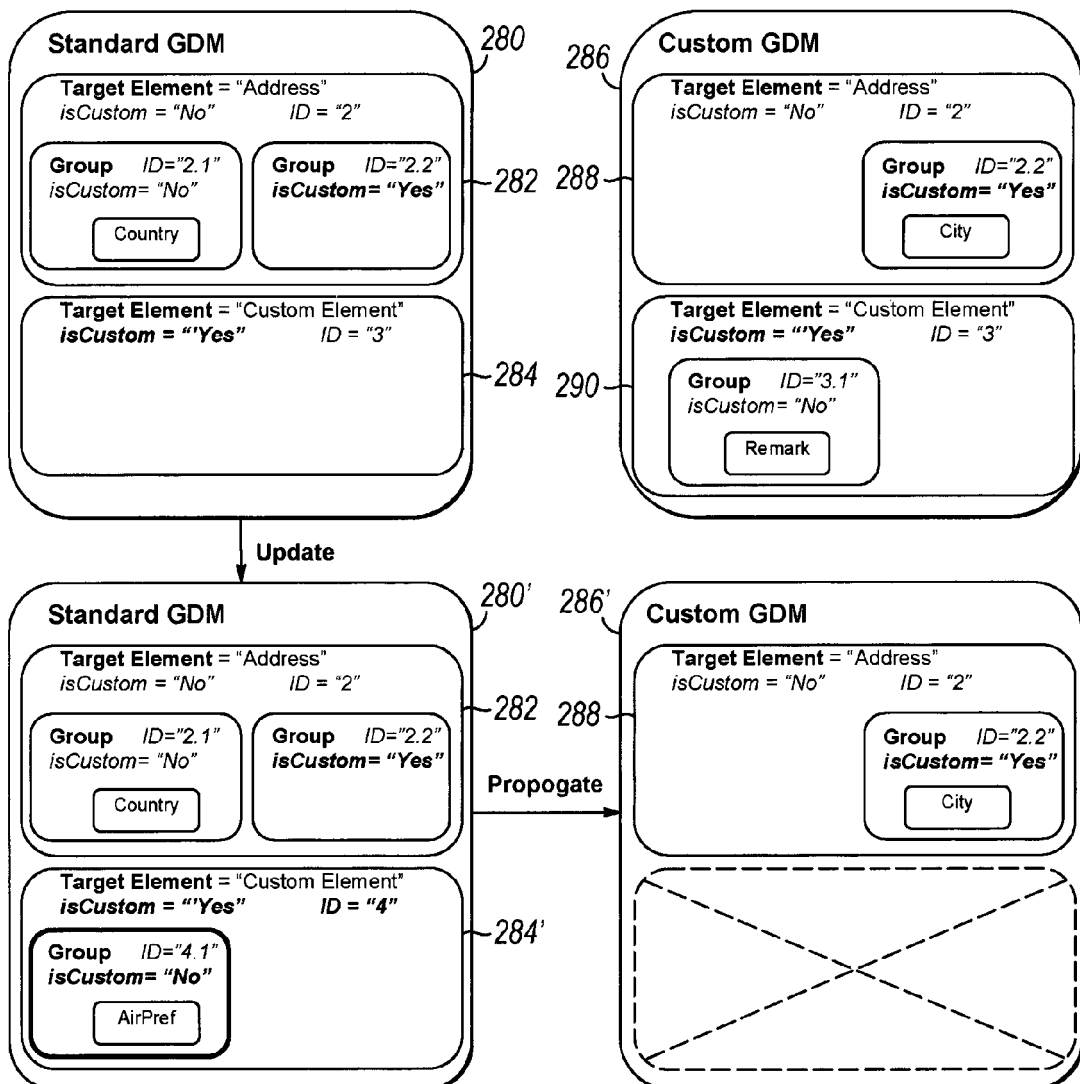 Standard GDM
280
Target Element = "Address"
isCustom = "No" ID = "2"
Group ID="2.1"
isCustom= "No"
Country
Group ID="2.2"
isCustom= "Yes"
282
Target Element = "Custom Element"
isCustom = "'Yes" ID = "3"
284
Custom GDM
286
Target Element = "Address"
isCustom = "No" ID = "2"
288
Group ID="2.2"
isCustom= "Yes"
City
Target Element = "Custom Element"
isCustom = "'Yes" ID = "3"
290
Group ID="3.1"
isCustom= "No"
Remark
Update
Standard GDM
280'
Target Element = "Address"
isCustom = "No" ID = "2"
282
Group ID="2.1"
isCustom= "No"
Country
Group ID="2.2"
isCustom= "Yes"
Target Element = "Custom Element"
isCustom = "'Yes" ID = "4"
284'
Group ID="4.1"
isCustom= "No"
AirPref
Propogate
Custom GDM
286'
Target Element = "Address"
isCustom = "No" ID = "2"
288
Group ID="2.2"
isCustom= "Yes"
City